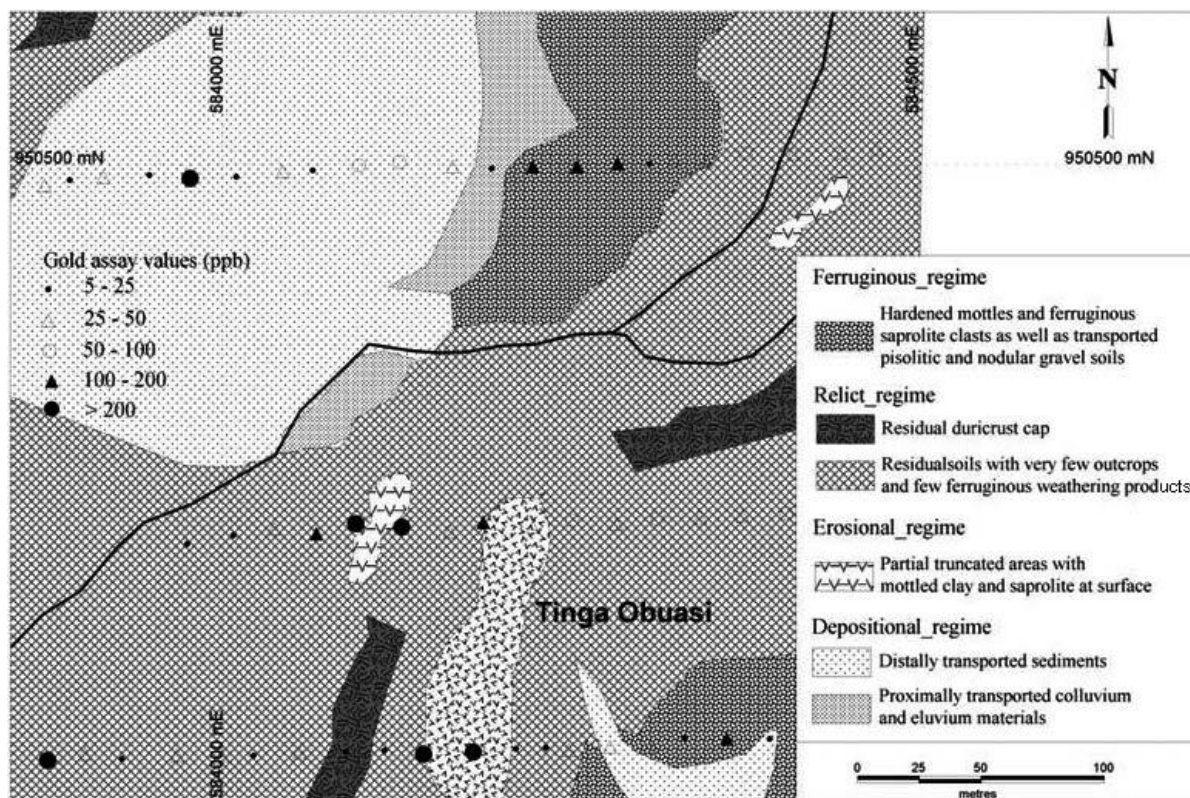 584000 mE
584500 mE
N
950500 mN
950500 mN
Gold assay values (ppb)
5 - 25
25 - 50
50 - 100
100 - 200
> 200
Ferruginous_regime
Hardened mottles and ferruginous
saprolite clasts as well as transported
pisolitic and nodular gravel soils
Relict_regime
Residual duricrust cap
Residualsoils with very few outcrops
and few ferruginous weathering products
Erosional_regime
Partial truncated areas with
mottled clay and saprolite at surface
Tinga Obuasi
Depositional_regime
Distally transported sediments
Proximally transported colluvium
and eluvium materials
584000 mE
0 25 50 100
metres